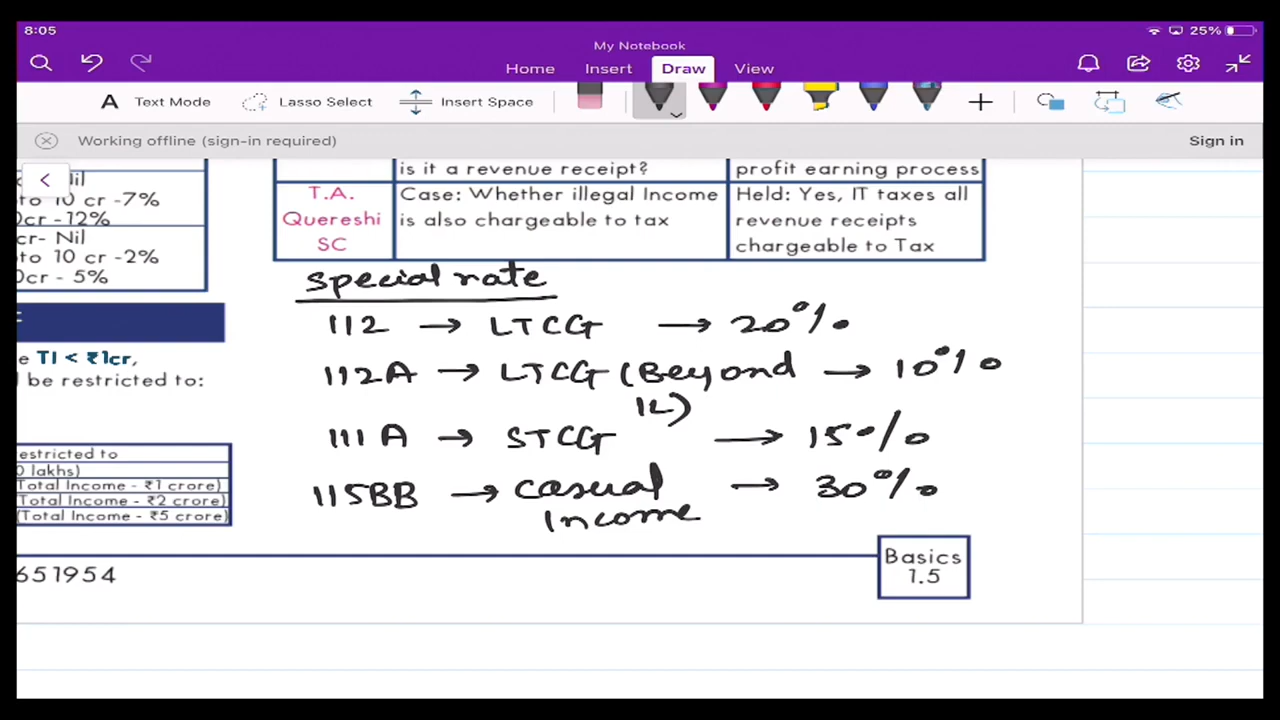 8:05
25%
My Notebook
Home Insert Draw View
A Text Mode Lasso Select Insert Space
Working offline (sign-in required) Sign in
is it a revenue receipt? profit earning process
T.A. Quereshi SC
Case: Whether illegal Income is also chargeable to tax
Held: Yes, IT taxes all revenue receipts chargeable to Tax
Nil
to 10 cr -7%
0cr -12%
cr- Nil
to 10 cr -2%
0cr - 5%
special rate
112 → LTCG → 20%
112A → LTCG (Beyond 1L) → 10%
111A → STCG → 15%
115BB → Casual Income → 30%
e TI < ₹1cr,
l be restricted to:
estricted to
0 lakhs)
Total Income - ₹1 crore)
(Total Income - ₹2 crore)
(Total Income - ₹5 crore)
651954
Basics
1.5